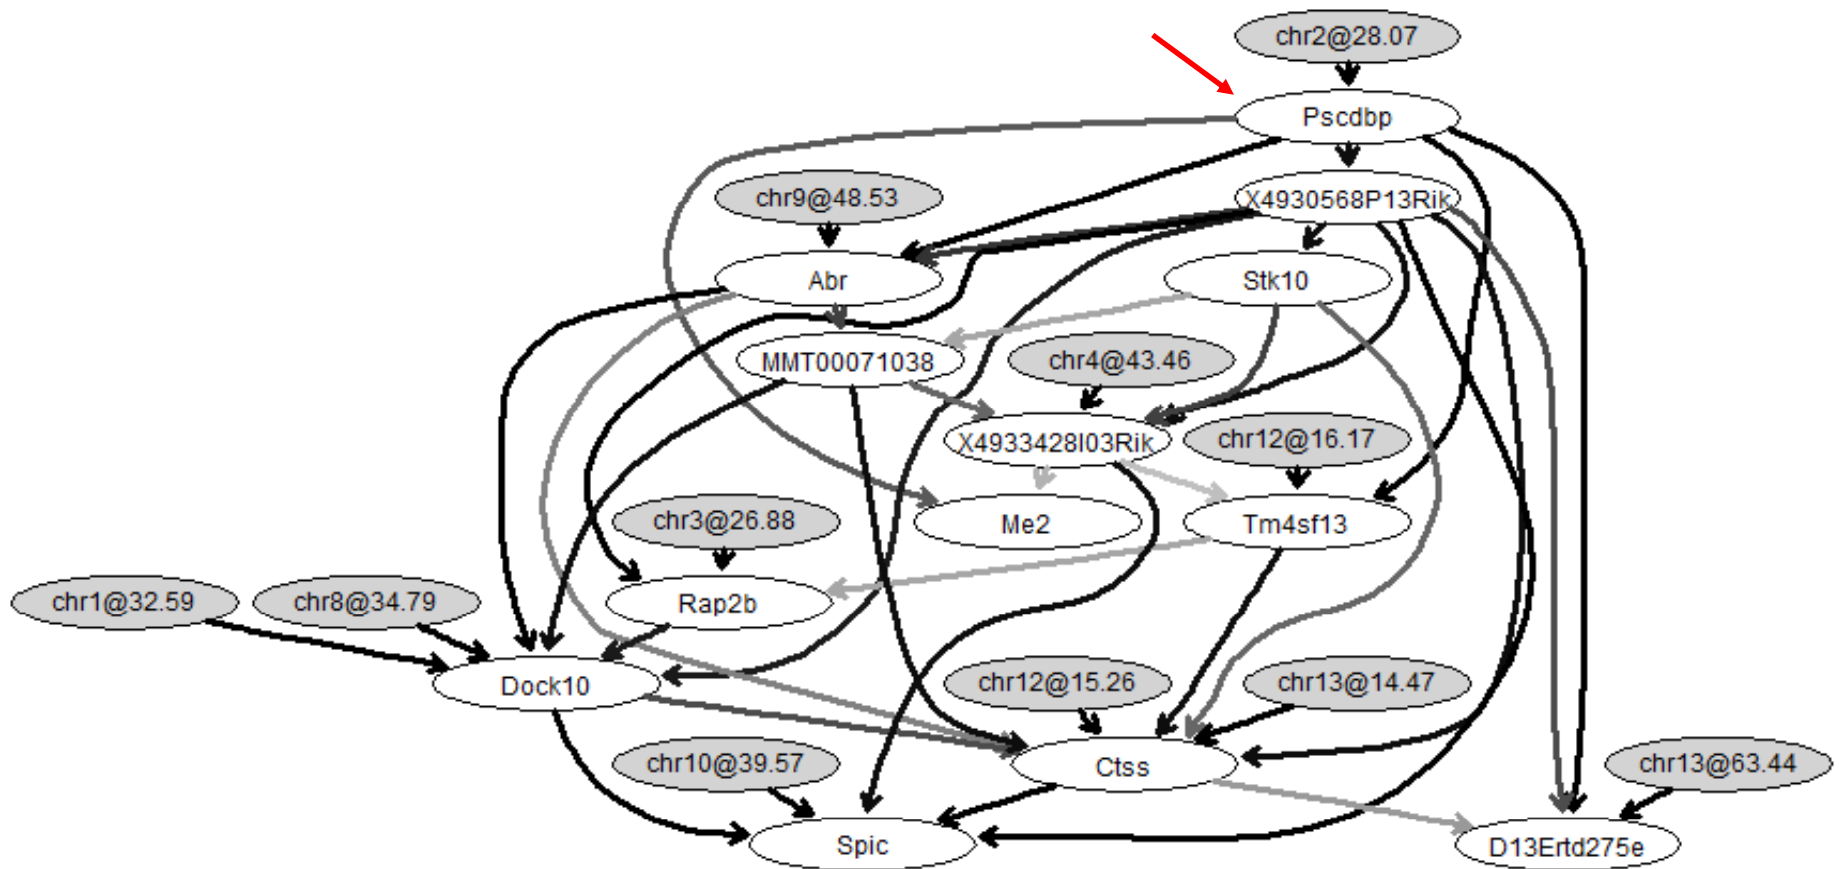 chr2@28.07
Pscdbp
chr9@48.53
X4930568P13Rik
Abr
Stk10
MMT00071038
chr4@43.46
X4933428I03Rik
chr12@16.17
chr3@26.88
Me2
Tm4sf13
chr1@32.59
chr8@34.79
Rap2b
Dock10
chr12@15.26
chr13@14.47
chr10@39.57
Ctss
chr13@63.44
Spic
D13Ertd275e